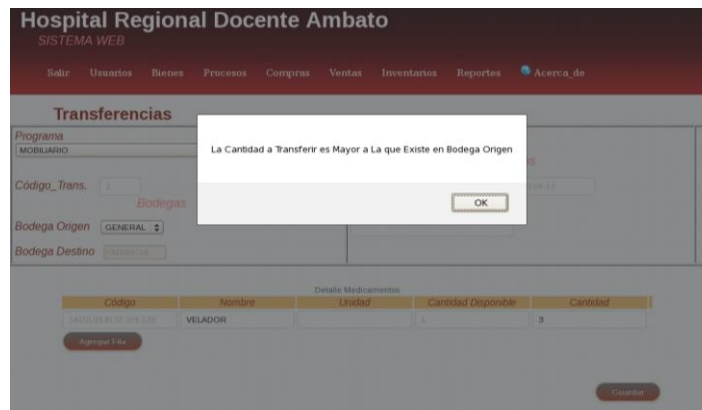 Hospital Regional Docente Ambato
SISTEMA WEB
Salir Usuarios Bienes Procesos Compras Ventas Inventarios Reportes Acerca_de
Transferencias
Programa
MOBILIARIO
La Cantidad a Transferir es Mayor a La que Existe en Bodega Origen
OK
Código_Trans. 2
Bodegas
Bodega Origen GENERAL
Bodega Destino FARMACIA
Detalle Medicamentos
Código Nombre Unidad Cantidad Disponible Cantidad
VELADOR 1 3
Agregar Fila
Guardar